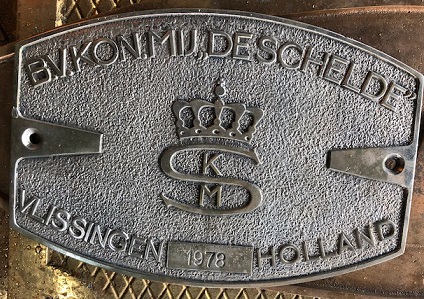 B.V. KON. MIJ. "DE SCHELDE"
K
S
M
VLISSINGEN 1978 HOLLAND